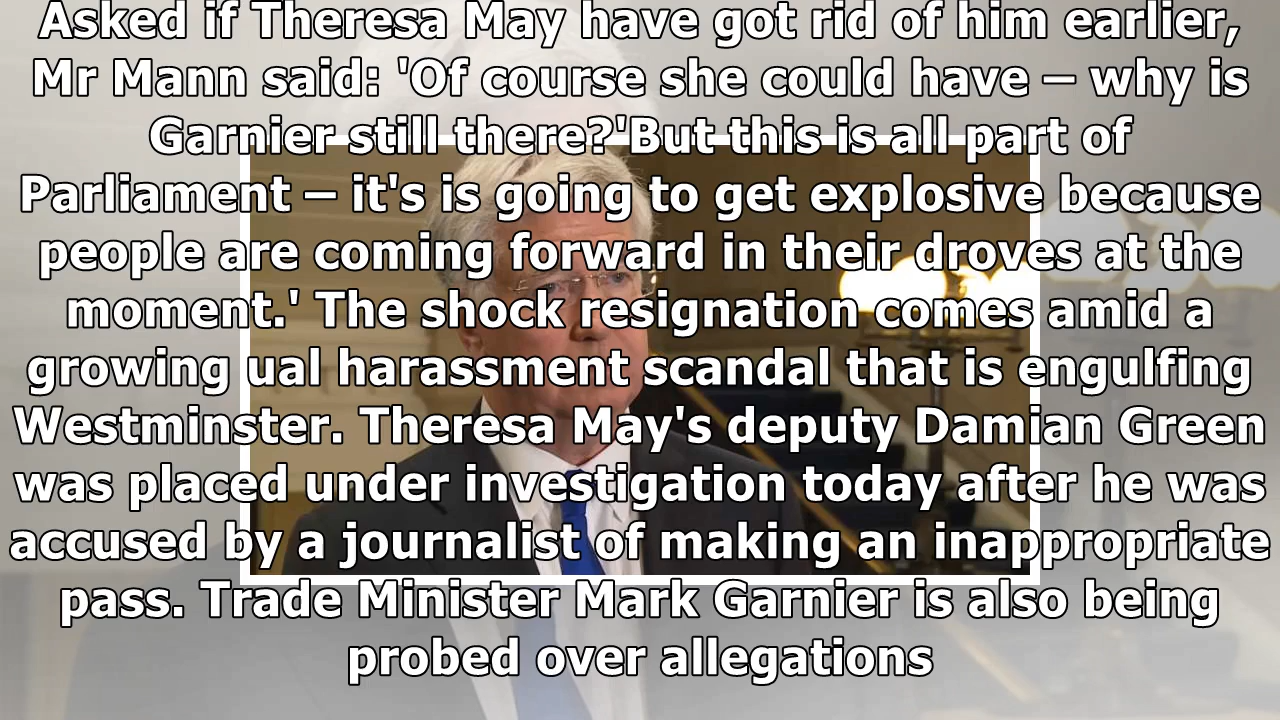 Asked if Theresa May have got rid of him earlier,
Mr Mann said: 'Of course she could have – why is
Garnier still there?'But this is all part of
Parliament – it's is going to get explosive because
people are coming forward in their droves at the
moment.' The shock resignation comes amid a
growing ual harassment scandal that is engulfing
Westminster. Theresa May's deputy Damian Green
was placed under investigation today after he was
accused by a journalist of making an inappropriate
pass. Trade Minister Mark Garnier is also being
probed over allegations